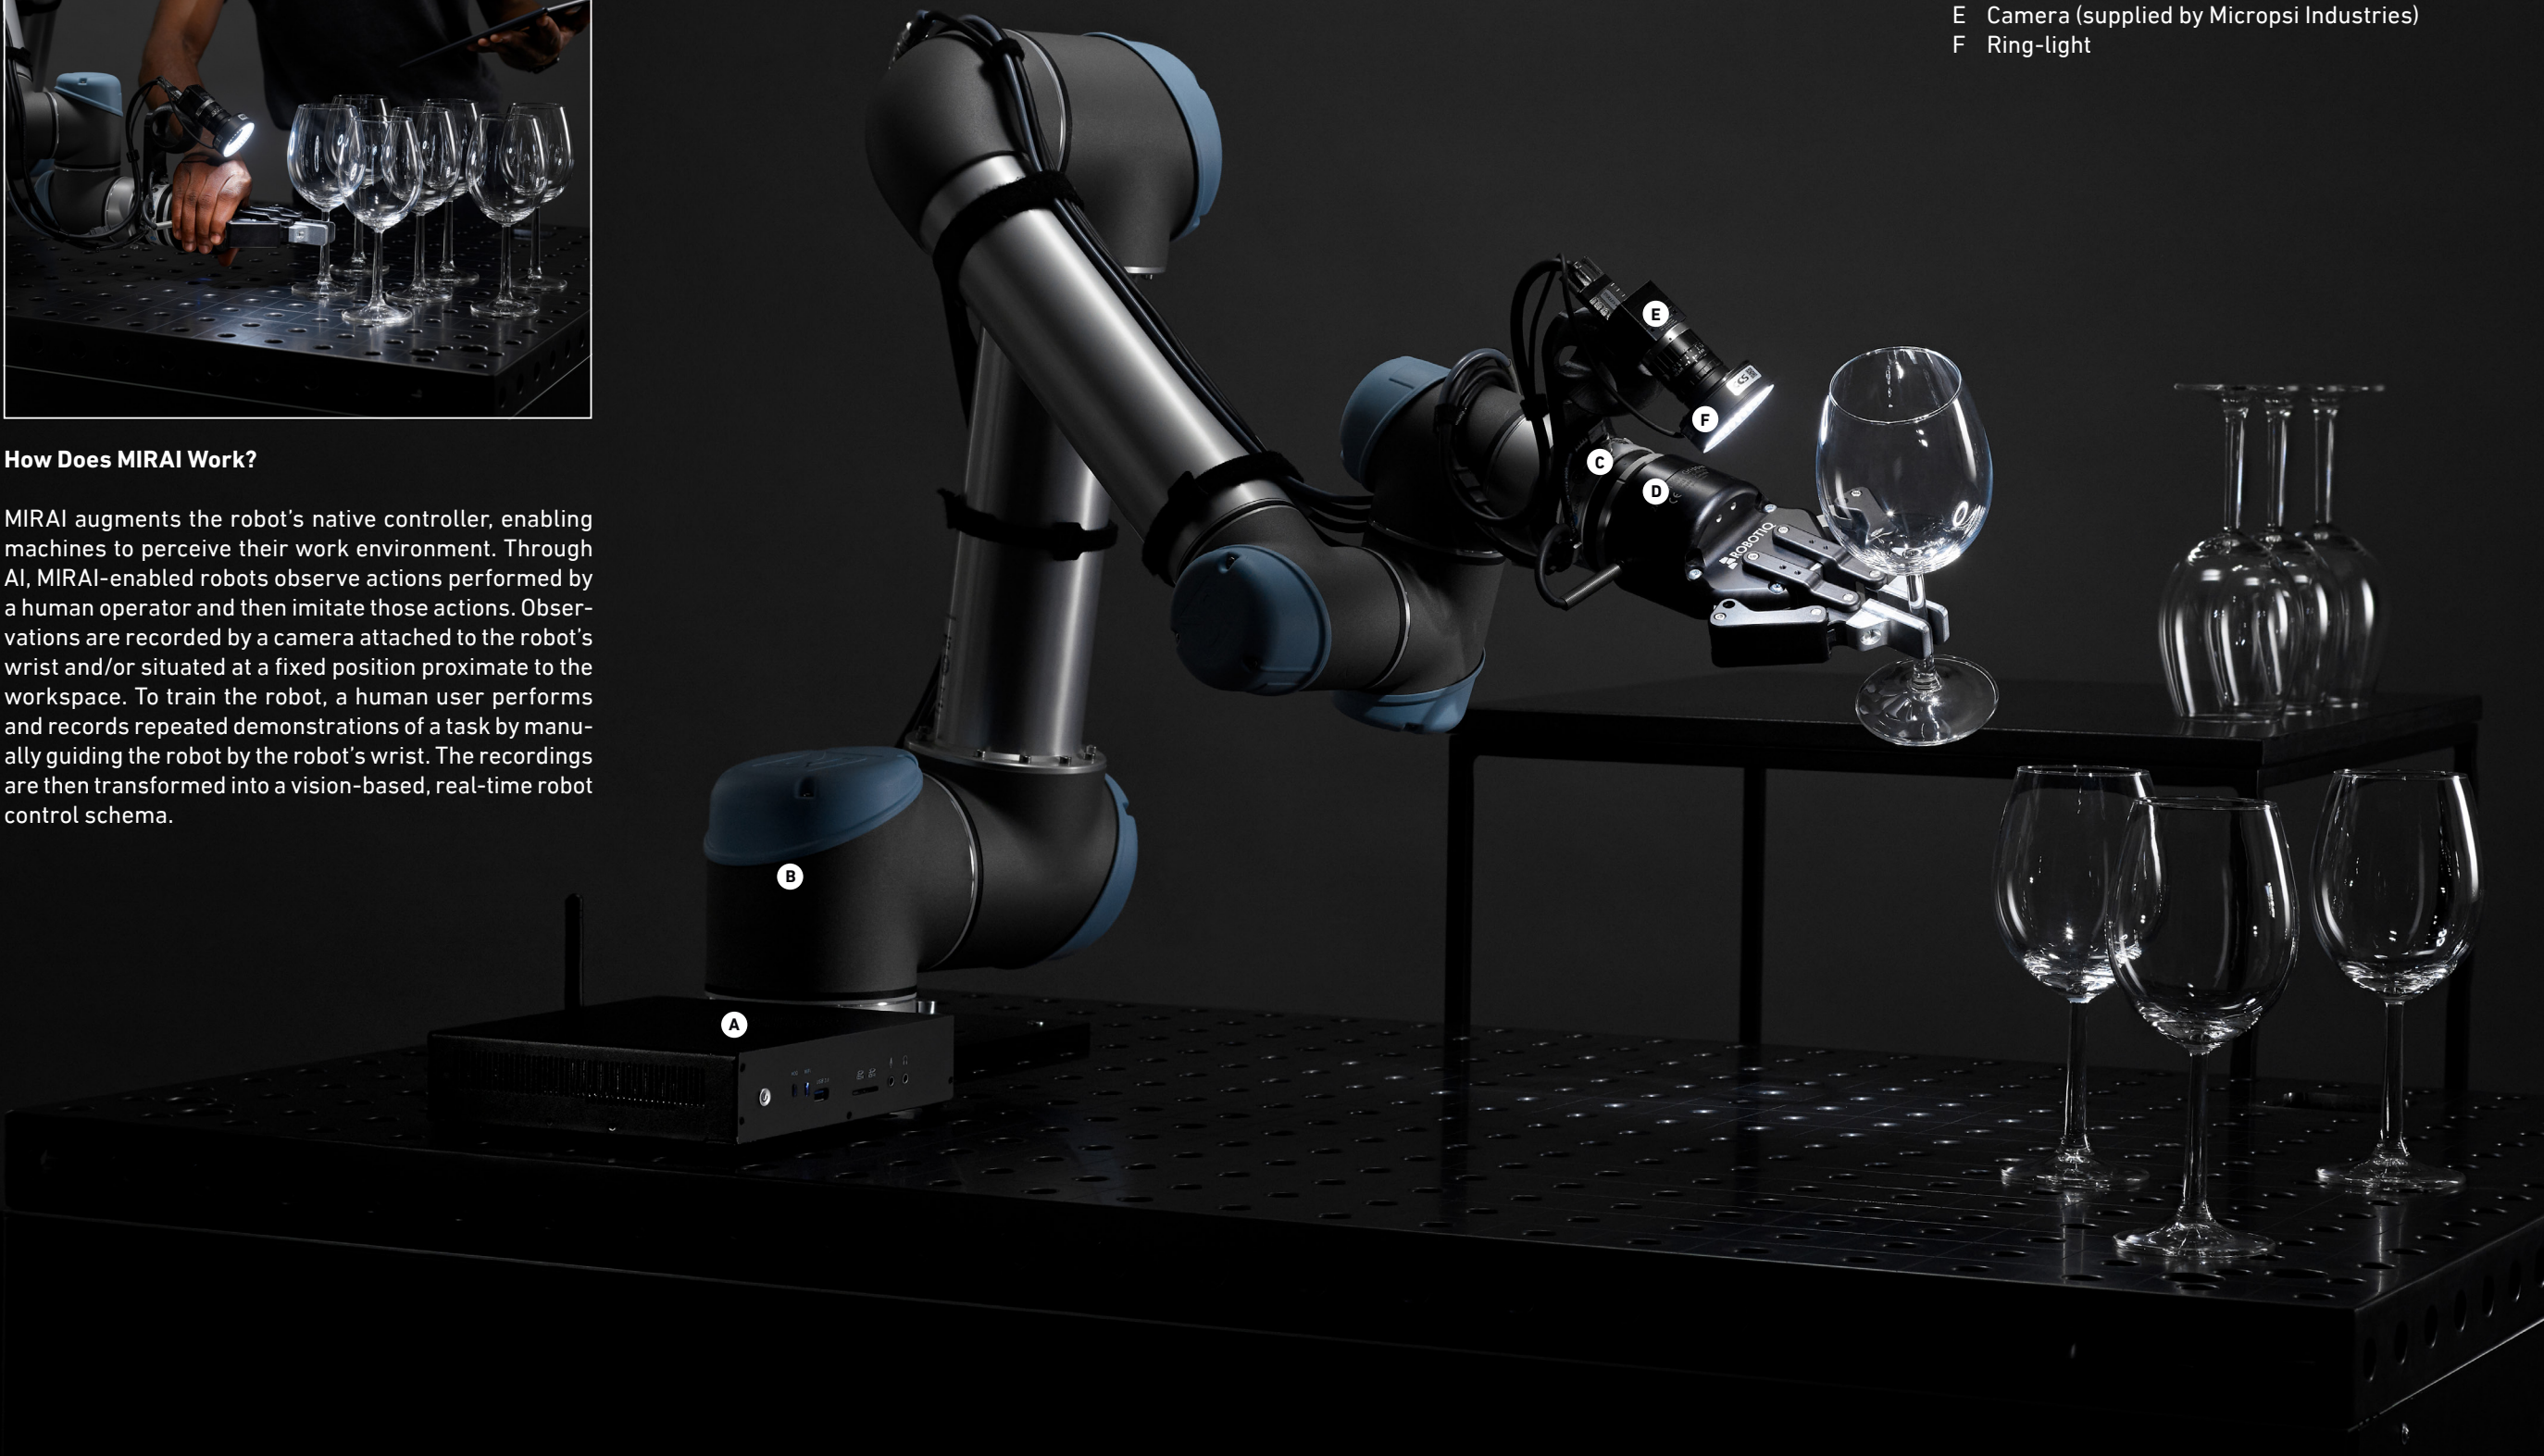 E Camera (supplied by Micropsi Industries)
F Ring-light
How Does MIRAI Work?
MIRAI augments the robot's native controller, enabling
machines to perceive their work environment. Through
AI, MIRAI-enabled robots observe actions performed by
a human operator and then imitate those actions. Obser-
vations are recorded by a camera attached to the robot's
wrist and/or situated at a fixed position proximate to the
workspace. To train the robot, a human user performs
and records repeated demonstrations of a task by manu-
ally guiding the robot by the robot's wrist. The recordings
are then transformed into a vision-based, real-time robot
control schema.
E
F
C
D
ROBOTIQ
B
A